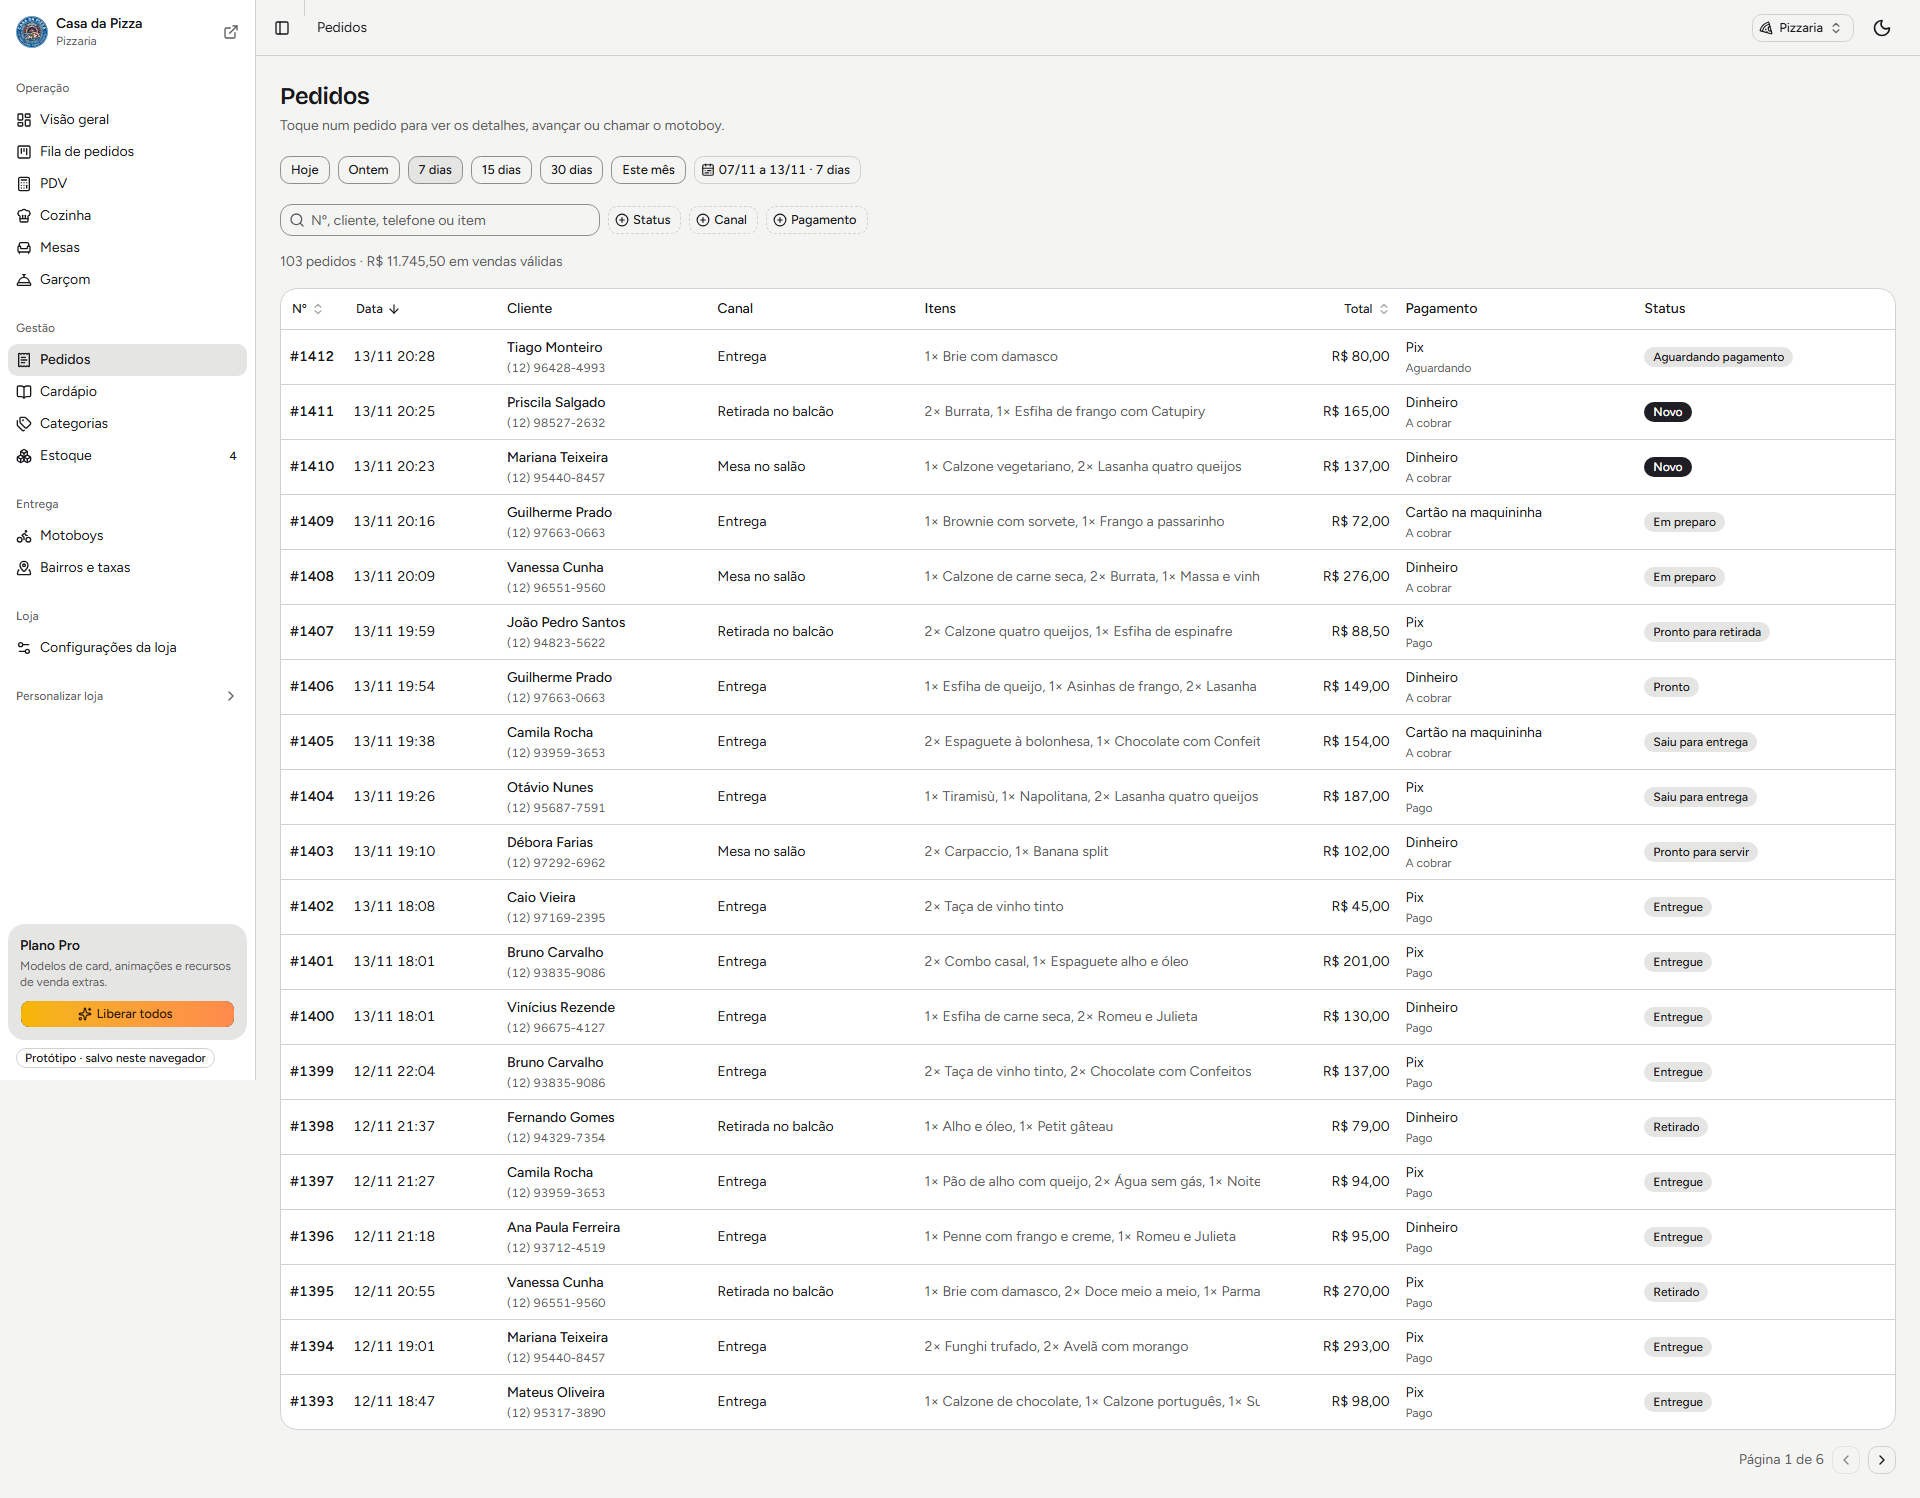 Casa da Pizza
Pizzaria
Operação
Visão geral
Fila de pedidos
PDV
Cozinha
Mesas
Garçom
Gestão
Pedidos
Cardápio
Categorias
Estoque 4
Entrega
Motoboys
Bairros e taxas
Loja
Configurações da loja
Personalizar loja
Plano Pro
Modelos de card, animações e recursos
de venda extras.
Liberar todos
Protótipo · salvo neste navegador
Pedidos
Pizzaria
Pedidos
Toque num pedido para ver os detalhes, avançar ou chamar o motoboy.
Hoje Ontem 7 dias 15 dias 30 dias Este mês 07/11 a 13/11 · 7 dias
Nº, cliente, telefone ou item Status Canal Pagamento
103 pedidos · R$ 11.745,50 em vendas válidas
Nº Data Cliente Canal Itens Total Pagamento Status
#1412 13/11 20:28 Tiago Monteiro Entrega 1× Brie com damasco R$ 80,00 Pix Aguardando pagamento
(12) 96428-4993 Aguardando
#1411 13/11 20:25 Priscila Salgado Retirada no balcão 2× Burrata, 1× Esfiha de frango com Catupiry R$ 165,00 Dinheiro Novo
(12) 98527-2632 A cobrar
#1410 13/11 20:23 Mariana Teixeira Mesa no salão 1× Calzone vegetariano, 2× Lasanha quatro queijos R$ 137,00 Dinheiro Novo
(12) 95440-8457 A cobrar
#1409 13/11 20:16 Guilherme Prado Entrega 1× Brownie com sorvete, 1× Frango a passarinho R$ 72,00 Cartão na maquininha Em preparo
(12) 97663-0663 A cobrar
#1408 13/11 20:09 Vanessa Cunha Mesa no salão 1× Calzone de carne seca, 2× Burrata, 1× Massa e vinh R$ 276,00 Dinheiro Em preparo
(12) 96551-9560 A cobrar
#1407 13/11 19:59 João Pedro Santos Retirada no balcão 2× Calzone quatro queijos, 1× Esfiha de espinafre R$ 88,50 Pix Pronto para retirada
(12) 94823-5622 Pago
#1406 13/11 19:54 Guilherme Prado Entrega 1× Esfiha de queijo, 1× Asinhas de frango, 2× Lasanha R$ 149,00 Dinheiro Pronto
(12) 97663-0663 A cobrar
#1405 13/11 19:38 Camila Rocha Entrega 2× Espaguete à bolonhesa, 1× Chocolate com Confeit R$ 154,00 Cartão na maquininha Saiu para entrega
(12) 93959-3653 A cobrar
#1404 13/11 19:26 Otávio Nunes Entrega 1× Tiramisù, 1× Napolitana, 2× Lasanha quatro queijos R$ 187,00 Pix Saiu para entrega
(12) 95687-7591 Pago
#1403 13/11 19:10 Débora Farias Mesa no salão 2× Carpaccio, 1× Banana split R$ 102,00 Dinheiro Pronto para servir
(12) 97292-6962 A cobrar
#1402 13/11 18:08 Caio Vieira Entrega 2× Taça de vinho tinto R$ 45,00 Pix Entregue
(12) 97169-2395 Pago
#1401 13/11 18:01 Bruno Carvalho Entrega 2× Combo casal, 1× Espaguete alho e óleo R$ 201,00 Pix Entregue
(12) 93835-9086 Pago
#1400 13/11 18:01 Vinícius Rezende Entrega 1× Esfiha de carne seca, 2× Romeu e Julieta R$ 130,00 Dinheiro Entregue
(12) 96675-4127 Pago
#1399 12/11 22:04 Bruno Carvalho Entrega 2× Taça de vinho tinto, 2× Chocolate com Confeitos R$ 137,00 Pix Entregue
(12) 93835-9086 Pago
#1398 12/11 21:37 Fernando Gomes Retirada no balcão 1× Alho e óleo, 1× Petit gâteau R$ 79,00 Dinheiro Retirado
(12) 94329-7354 Pago
#1397 12/11 21:27 Camila Rocha Entrega 1× Pão de alho com queijo, 2× Água sem gás, 1× Noite R$ 94,00 Pix Entregue
(12) 93959-3653 Pago
#1396 12/11 21:18 Ana Paula Ferreira Entrega 1× Penne com frango e creme, 1× Romeu e Julieta R$ 95,00 Dinheiro Entregue
(12) 93712-4519 Pago
#1395 12/11 20:55 Vanessa Cunha Retirada no balcão 1× Brie com damasco, 2× Doce meio a meio, 1× Parma R$ 270,00 Pix Retirado
(12) 96551-9560 Pago
#1394 12/11 19:01 Mariana Teixeira Entrega 2× Funghi trufado, 2× Avelã com morango R$ 293,00 Pix Entregue
(12) 95440-8457 Pago
#1393 12/11 18:47 Mateus Oliveira Entrega 1× Calzone de chocolate, 1× Calzone português, 1× Su R$ 98,00 Pix Entregue
(12) 95317-3890 Pago
Página 1 de 6